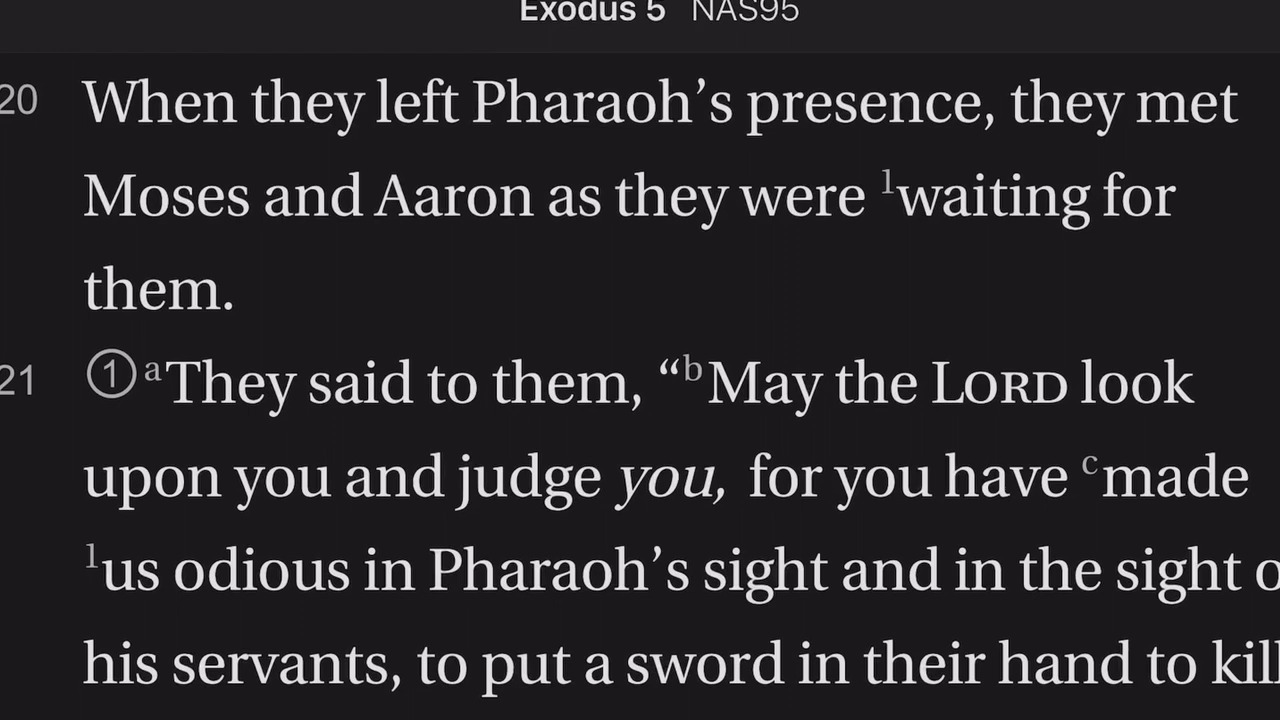 Exodus 5 NAS95
20 When they left Pharaoh’s presence, they met
Moses and Aaron as they were 1waiting for
them.
21 ① aThey said to them, “bMay the LORD look
upon you and judge you, for you have cmade
1us odious in Pharaoh’s sight and in the sight o
his servants, to put a sword in their hand to kill